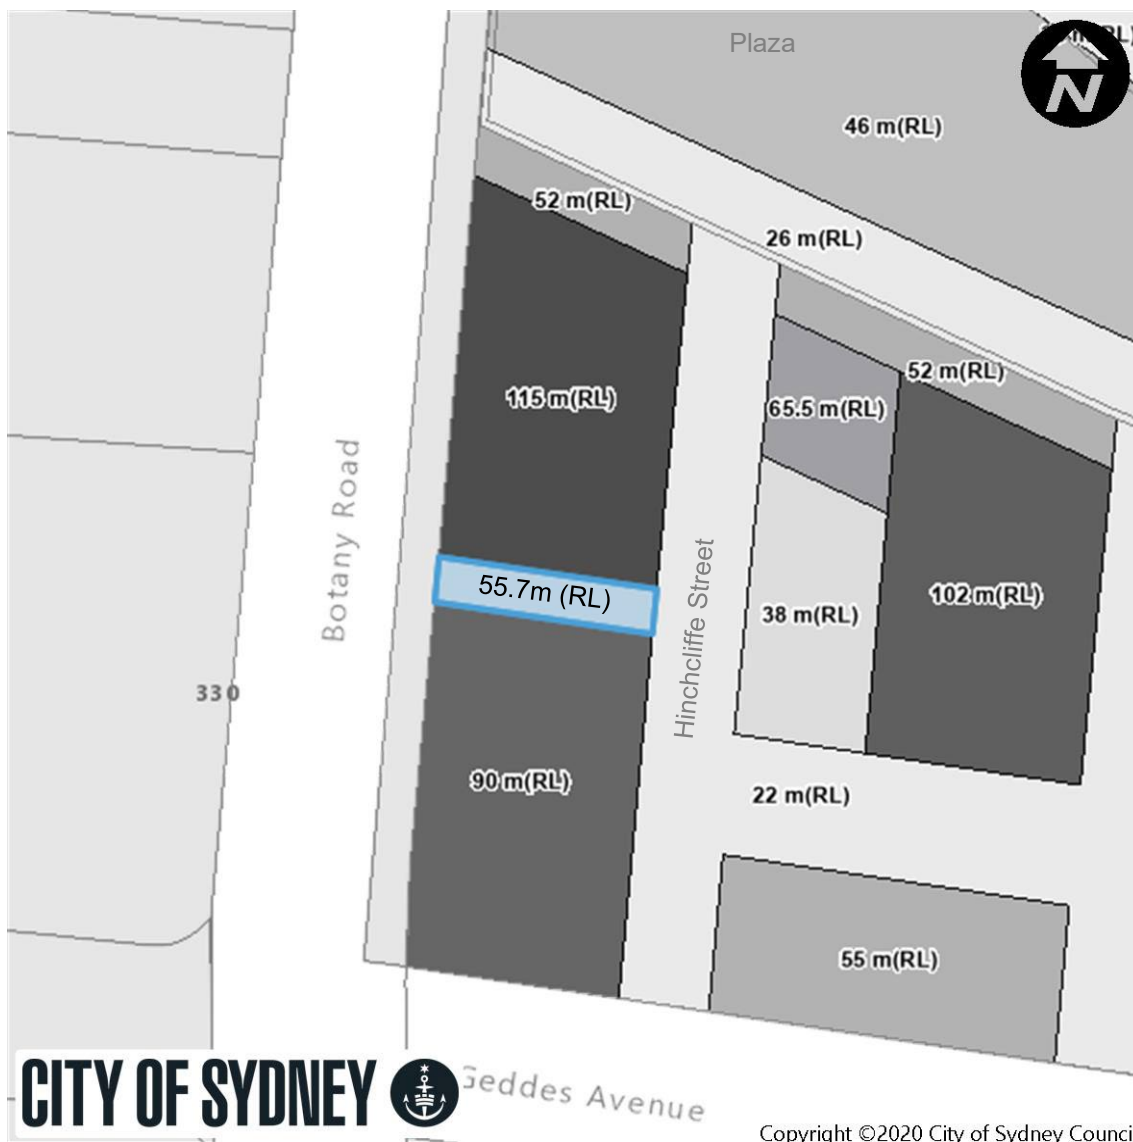 Plaza
N
46 m(RL)
52 m(RL)
26 m(RL)
52 m(RL)
115 m(RL)
65.5 m(RL)
Botany Road
55.7m (RL)
Hinchcliffe Street
102 m(RL)
38 m(RL)
330
90 m(RL)
22 m(RL)
55 m(RL)
CITY OF SYDNEY
Geddes Avenue
Copyright ©2020 City of Sydney Counci